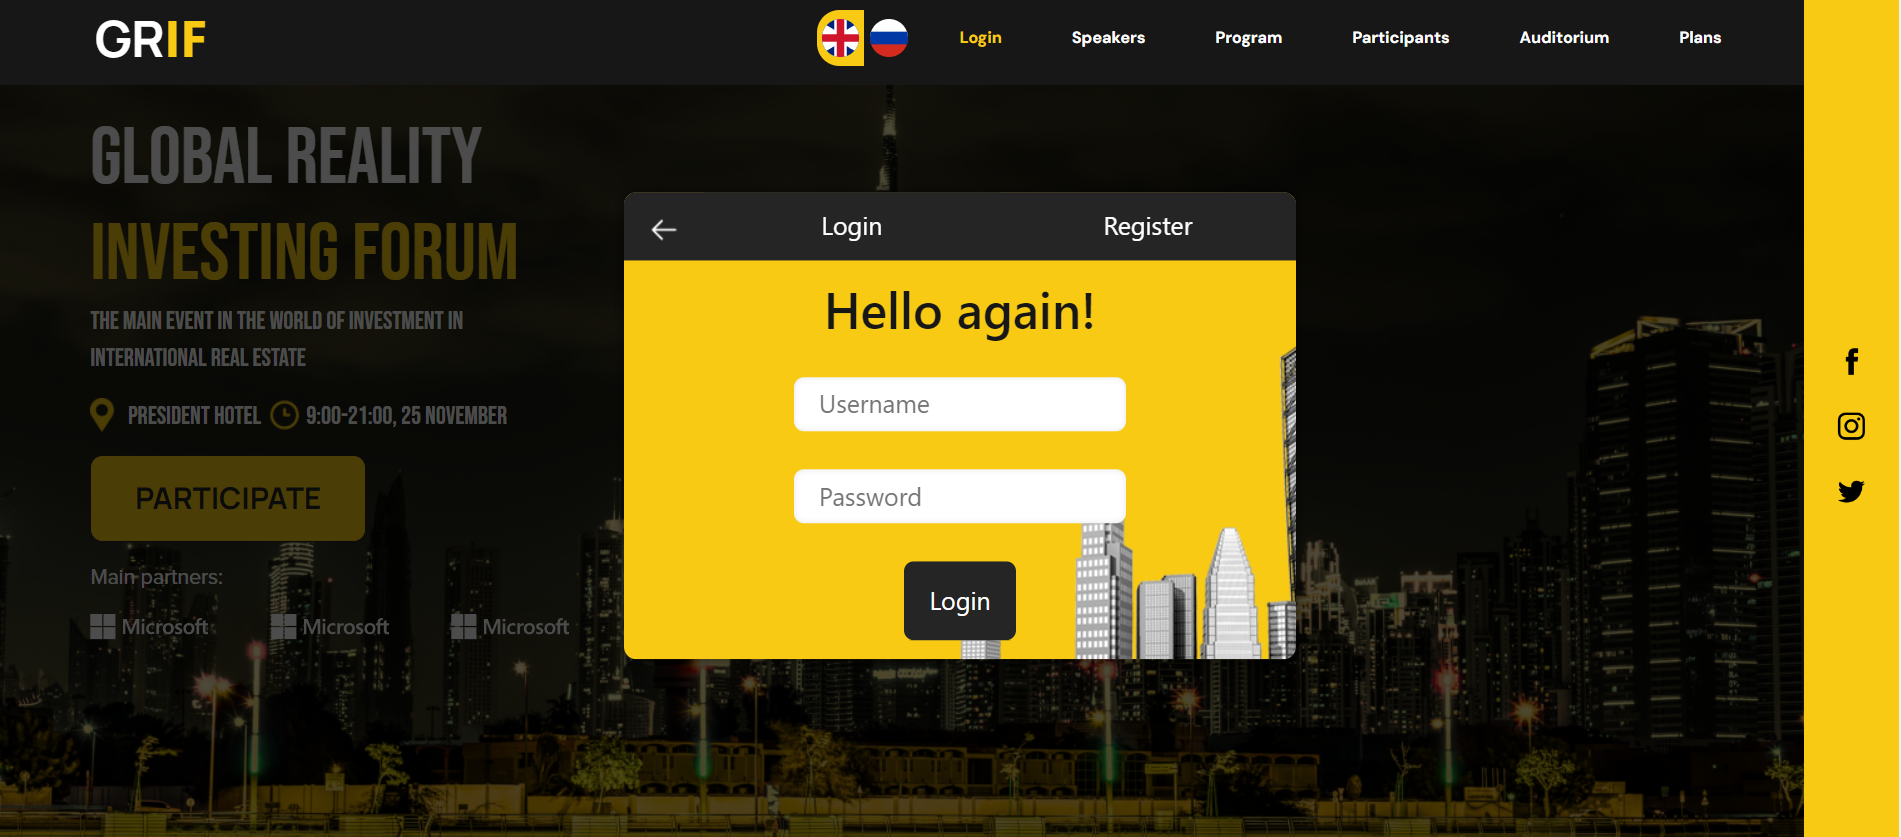 GRIF
Login
Speakers
Program
Participants
Auditorium
Plans
GLOBAL REALITY
INVESTING FORUM
THE MAIN EVENT IN THE WORLD OF INVESTMENT IN
INTERNATIONAL REAL ESTATE
PRESIDENT HOTEL
9:00-21:00, 25 NOVEMBER
PARTICIPATE
Main partners:
Microsoft
Microsoft
Microsoft
Login
Register
Hello again!
Username
Password
Login